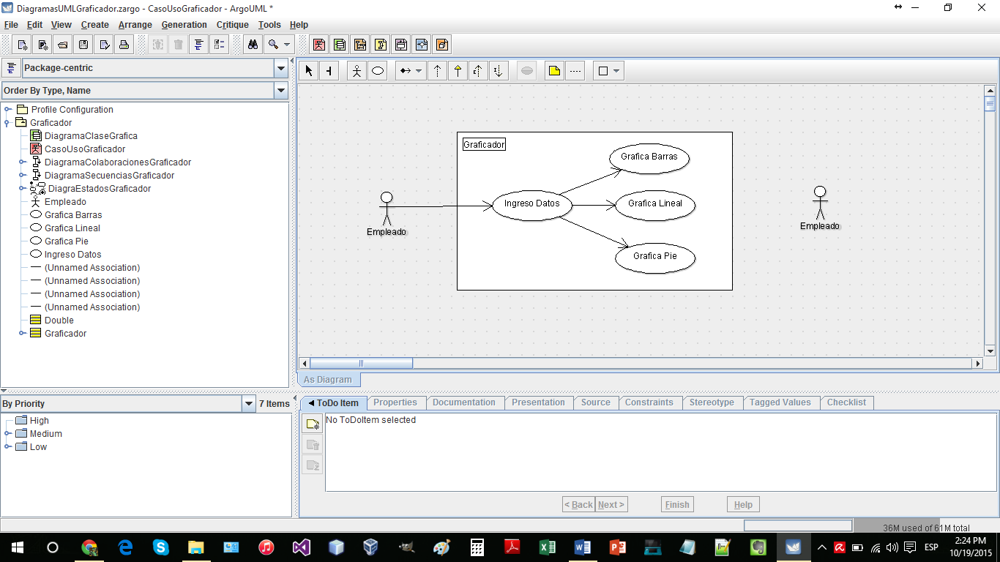 DiagramasUMLGraficador.zargo - CasoUsoGraficador - ArgoUML *
File Edit View Create Arrange Generation Critique Tools Help
Package-centric
Order By Type, Name
Profile Configuration
Graficador
DiagramaClaseGrafica
CasoUsoGraficador
DiagramaColaboracionesGraficador
DiagramaSecuenciasGraficador
DiagraEstadosGraficador
Empleado
Grafica Barras
Grafica Lineal
Grafica Pie
Ingreso Datos
(Unnamed Association)
(Unnamed Association)
(Unnamed Association)
(Unnamed Association)
Double
Graficador
Graficador
Grafica Barras
Ingreso Datos
Grafica Lineal
Grafica Pie
Empleado
Empleado
As Diagram
By Priority
7 Items
High
Medium
Low
ToDo Item Properties Documentation Presentation Source Constraints Stereotype Tagged Values Checklist
No ToDoItem selected
< Back Next > Finish Help
36M used of 61M total
ESP
2:24 PM
10/19/2015